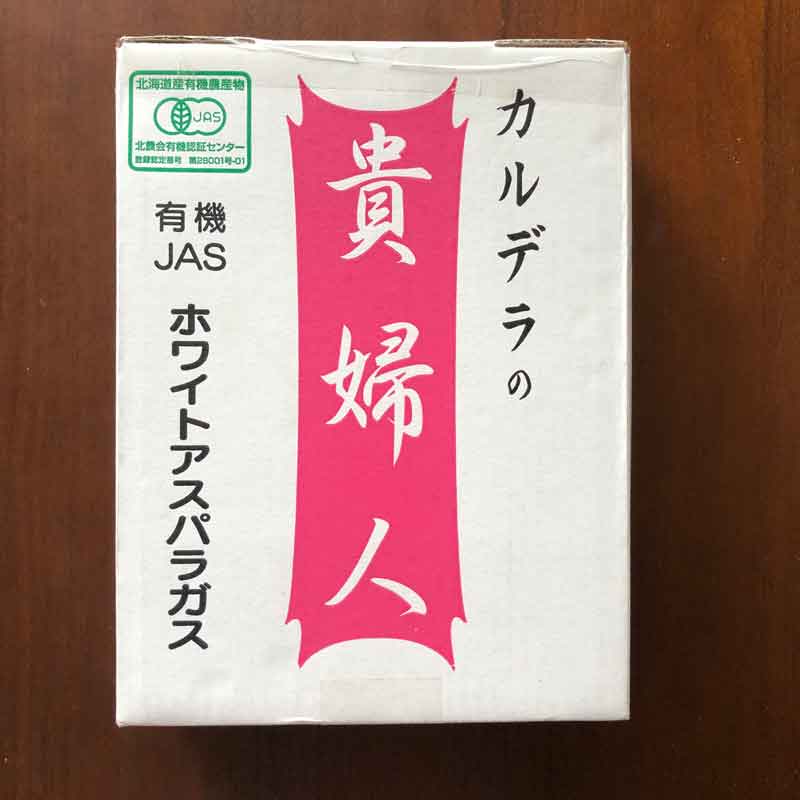 カルデラの
貴婦人
北海道産有機農産物
JAS
北農会有機認証センター
登録認定番号 第28001号-01
有機
JAS
ホワイトアスパラガス